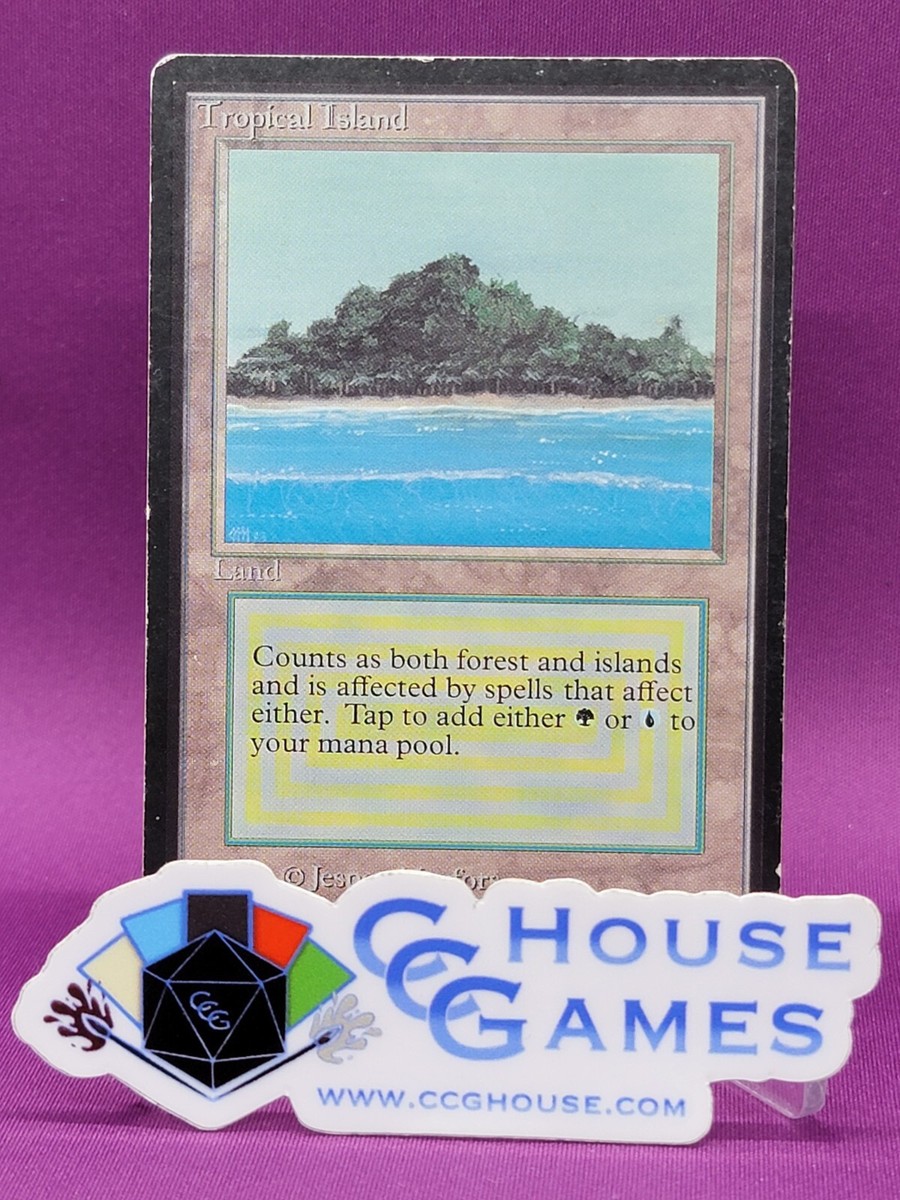 Tropical Island
Land
Counts as both forest and islands
and is affected by spells that affect
either. Tap to add either or to
your mana pool.
©
CCG HOUSE
GAMES
CCG
WWW.CCGHOUSE.COM